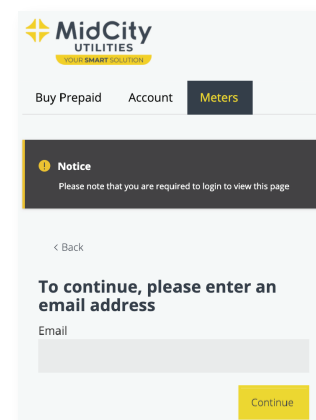 MidCity
UTILITIES
YOUR SMART SOLUTION
Buy Prepaid Account Meters
Notice
Please note that you are required to login to view this page
< Back
To continue, please enter an
email address
Email
Continue